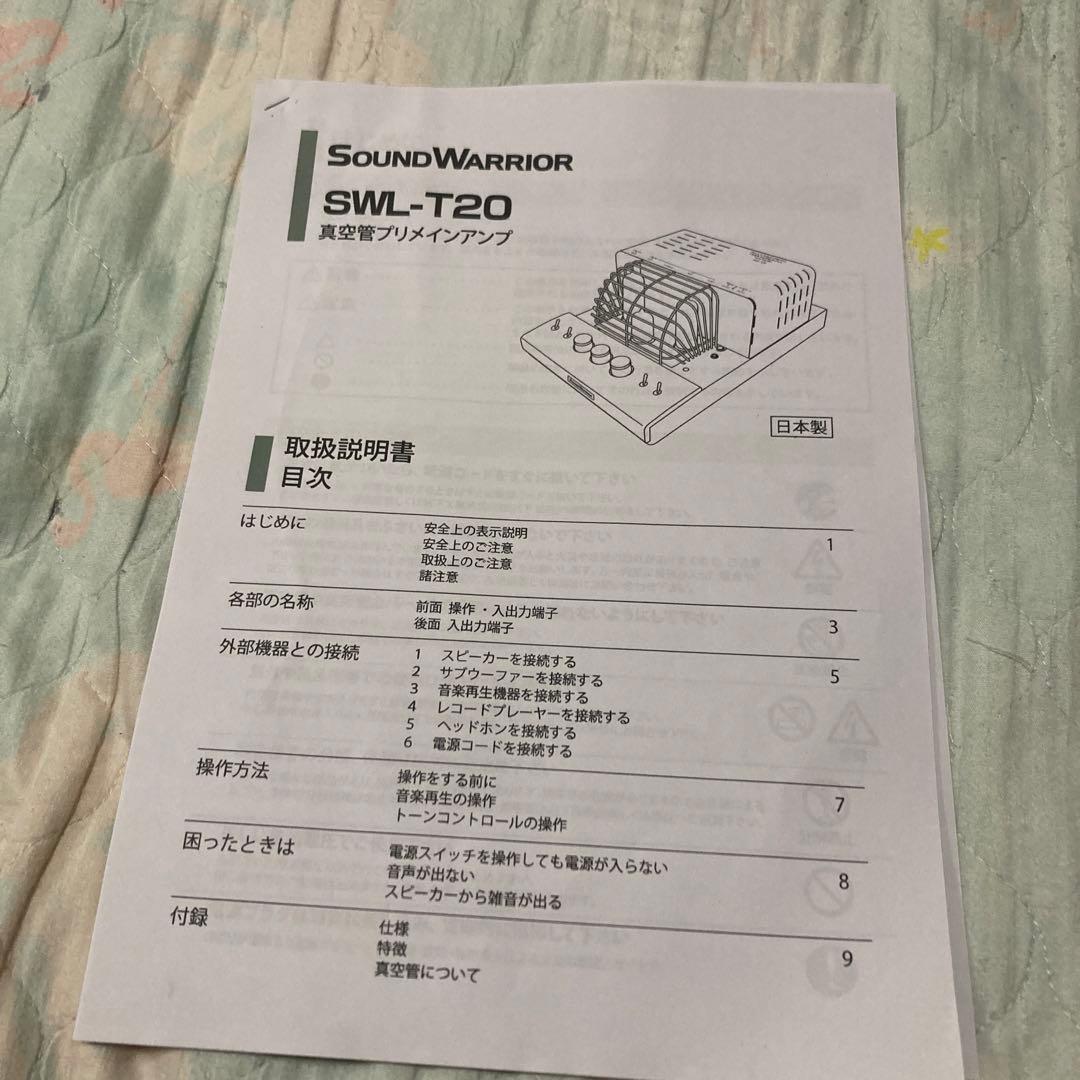 SOUNDWARRIOR
SWL-T20
真空管プリメインアンプ
日本製
取扱説明書
目次
はじめに 安全上の表示説明 1
安全上のご注意
取扱上のご注意
諸注意
各部の名称 前面 操作・入出力端子 3
後面 入出力端子
外部機器との接続 1 スピーカーを接続する 5
2 サブウーファーを接続する
3 音楽再生機器を接続する
4 レコードプレーヤーを接続する
5 ヘッドホンを接続する
6 電源コードを接続する
操作方法 操作をする前に 7
音楽再生の操作
トーンコントロールの操作
困ったときは 電源スイッチを操作しても電源が入らない 8
音声が出ない
スピーカーから雑音が出る
付録 仕様 9
特徴
真空管について